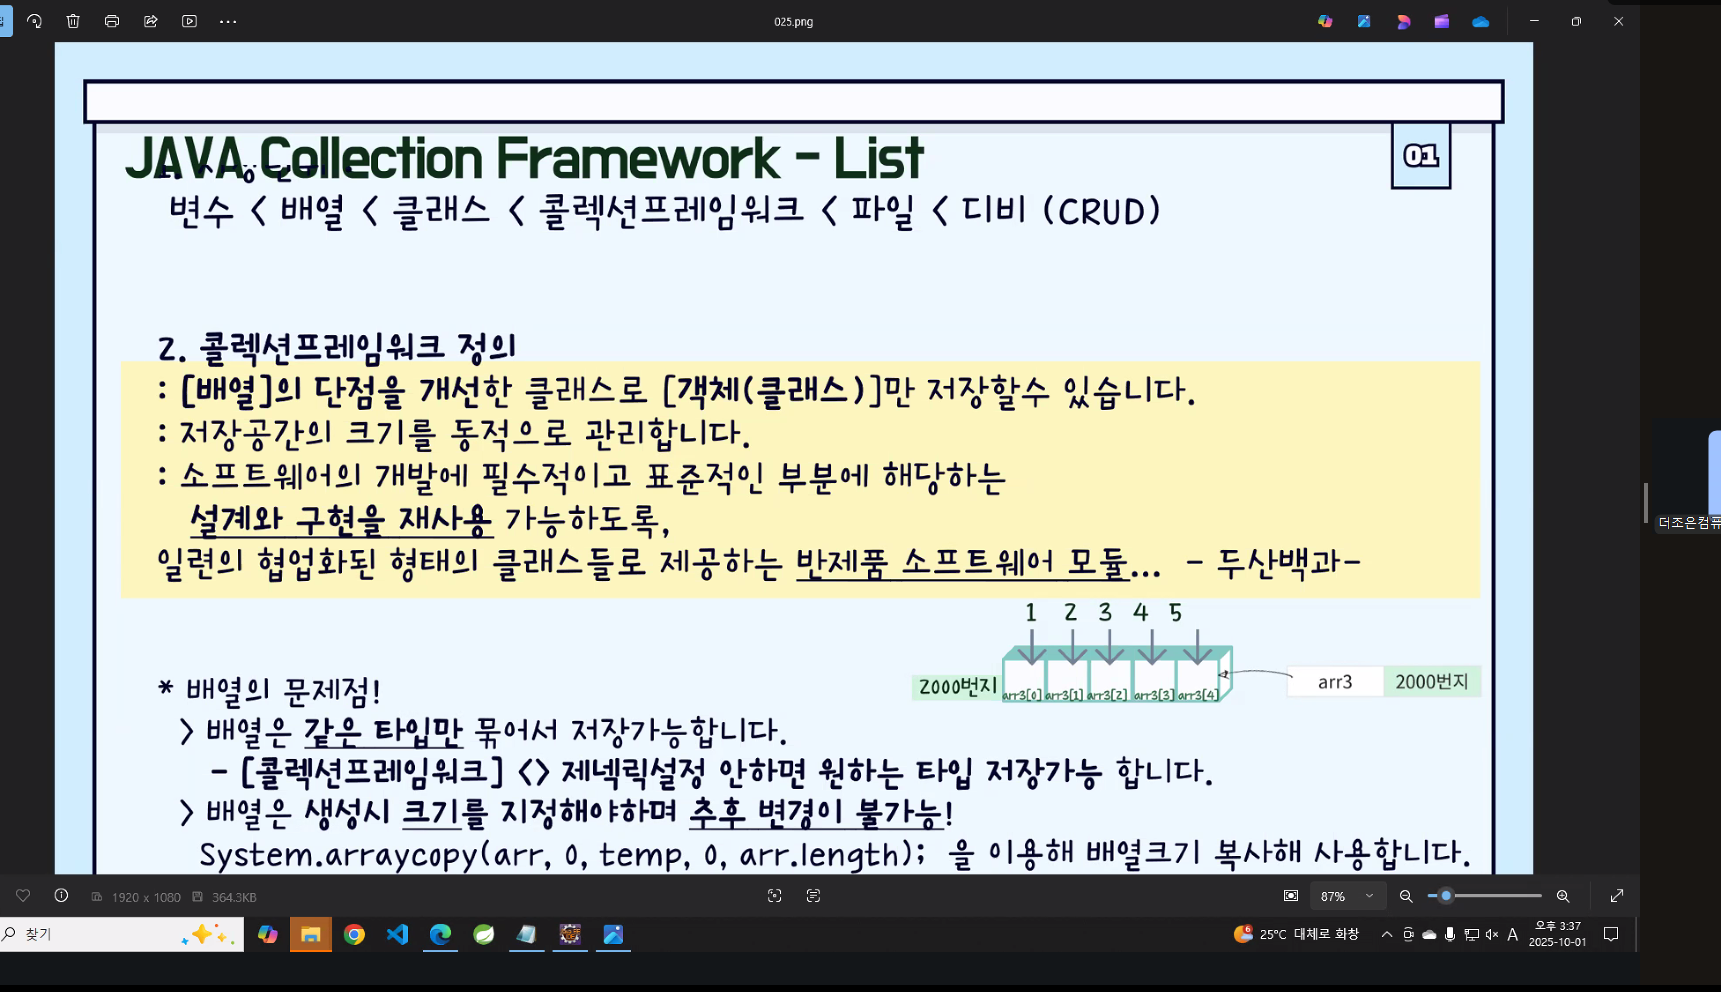 025.png
JAVA Collection Framework - List
01
변수 < 배열 < 클래스 < 콜렉션프레임워크 < 파일 < 디비 (CRUD)
2. 콜렉션프레임워크 정의
: [배열]의 단점을 개선한 클래스로 [객체(클래스)]만 저장할수 있습니다.
: 저장공간의 크기를 동적으로 관리합니다.
: 소프트웨어의 개발에 필수적이고 표준적인 부분에 해당하는
설계와 구현을 재사용 가능하도록,
일련의 협업화된 형태의 클래스들로 제공하는 반제품 소프트웨어 모듈... - 두산백과-
1 2 3 4 5
2000번지
arr3[0] arr3[1] arr3[2] arr3[3] arr3[4]
arr3 2000번지
* 배열의 문제점!
> 배열은 같은 타입만 묶어서 저장가능합니다.
- [콜렉션프레임워크] <> 제넥릭설정 안하면 원하는 타입 저장가능 합니다.
> 배열은 생성시 크기를 지정해야하며 추후 변경이 불가능!
System.arraycopy(arr, 0, temp, 0, arr.length); 을 이용해 배열크기 복사해 사용합니다.
더조은컴퓨
1920 x 1080 364.3KB
87%
찾기
6
25°C 대체로 화창
A
오후 3:37
2025-10-01